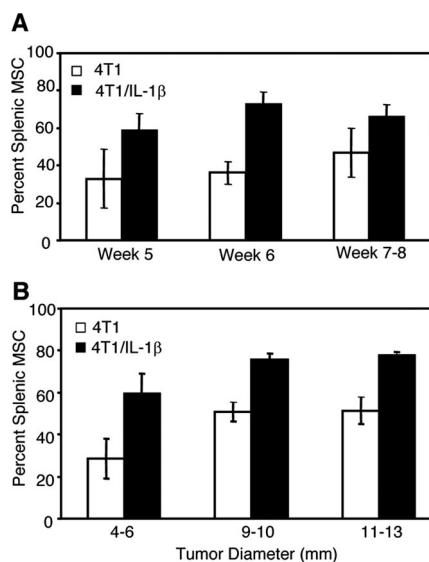 A
100
80
60
40
20
0
Percent Splenic MSC
4T1
4T1/IL-1β
Week 5 Week 6 Week 7-8
B
100
80
60
40
20
0
Percent Splenic MSC
4T1
4T1/IL-1β
4-6 9-10 11-13
Tumor Diameter (mm)